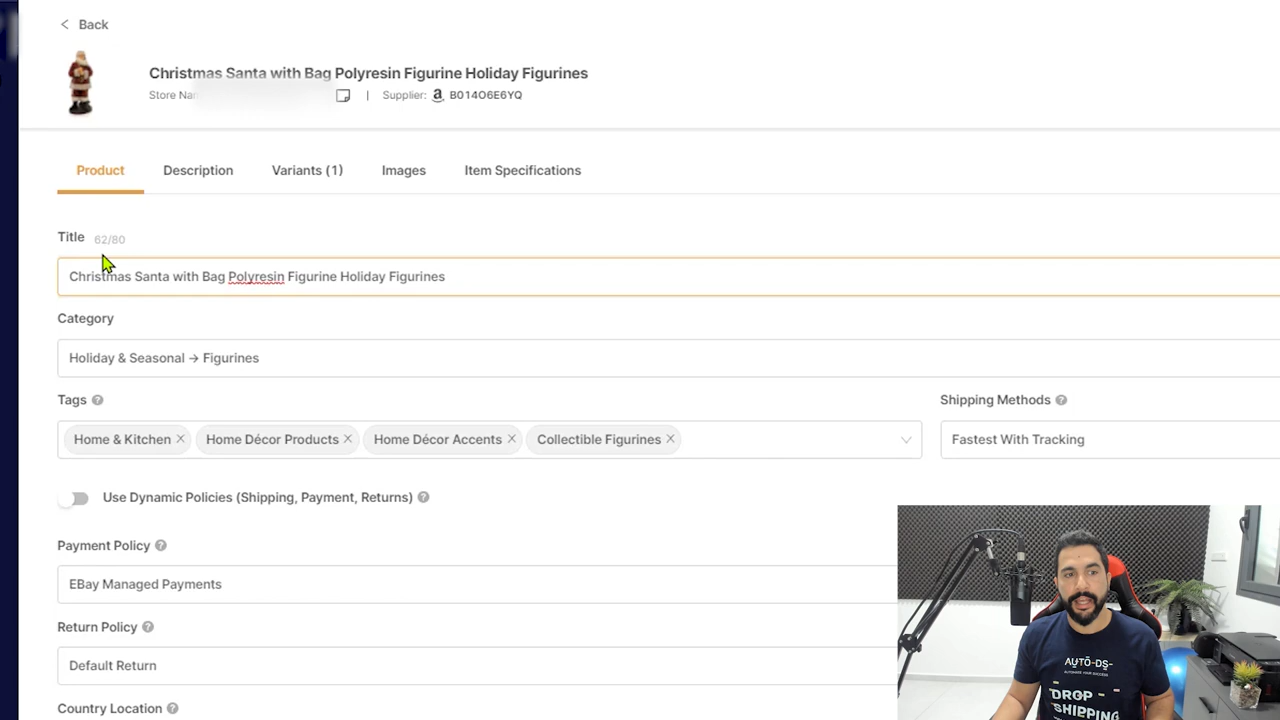 Back
Christmas Santa with Bag Polyresin Figurine Holiday Figurines
Store Supplier: B014O6E6YQ
Product Description Variants (1) Images Item Specifications
Title 62/80
Christmas Santa with Bag Polyresin Figurine Holiday Figurines
Category
Holiday & Seasonal → Figurines
Tags Shipping Methods
Home & Kitchen Home Décor Products Home Décor Accents Collectible Figurines Fastest With Tracking
Use Dynamic Policies (Shipping, Payment, Returns)
Payment Policy
EBay Managed Payments
Return Policy
Default Return
Country Location
AUTO-DS
AUTOMATE YOUR SUCCESS
DROP
SHIPPING